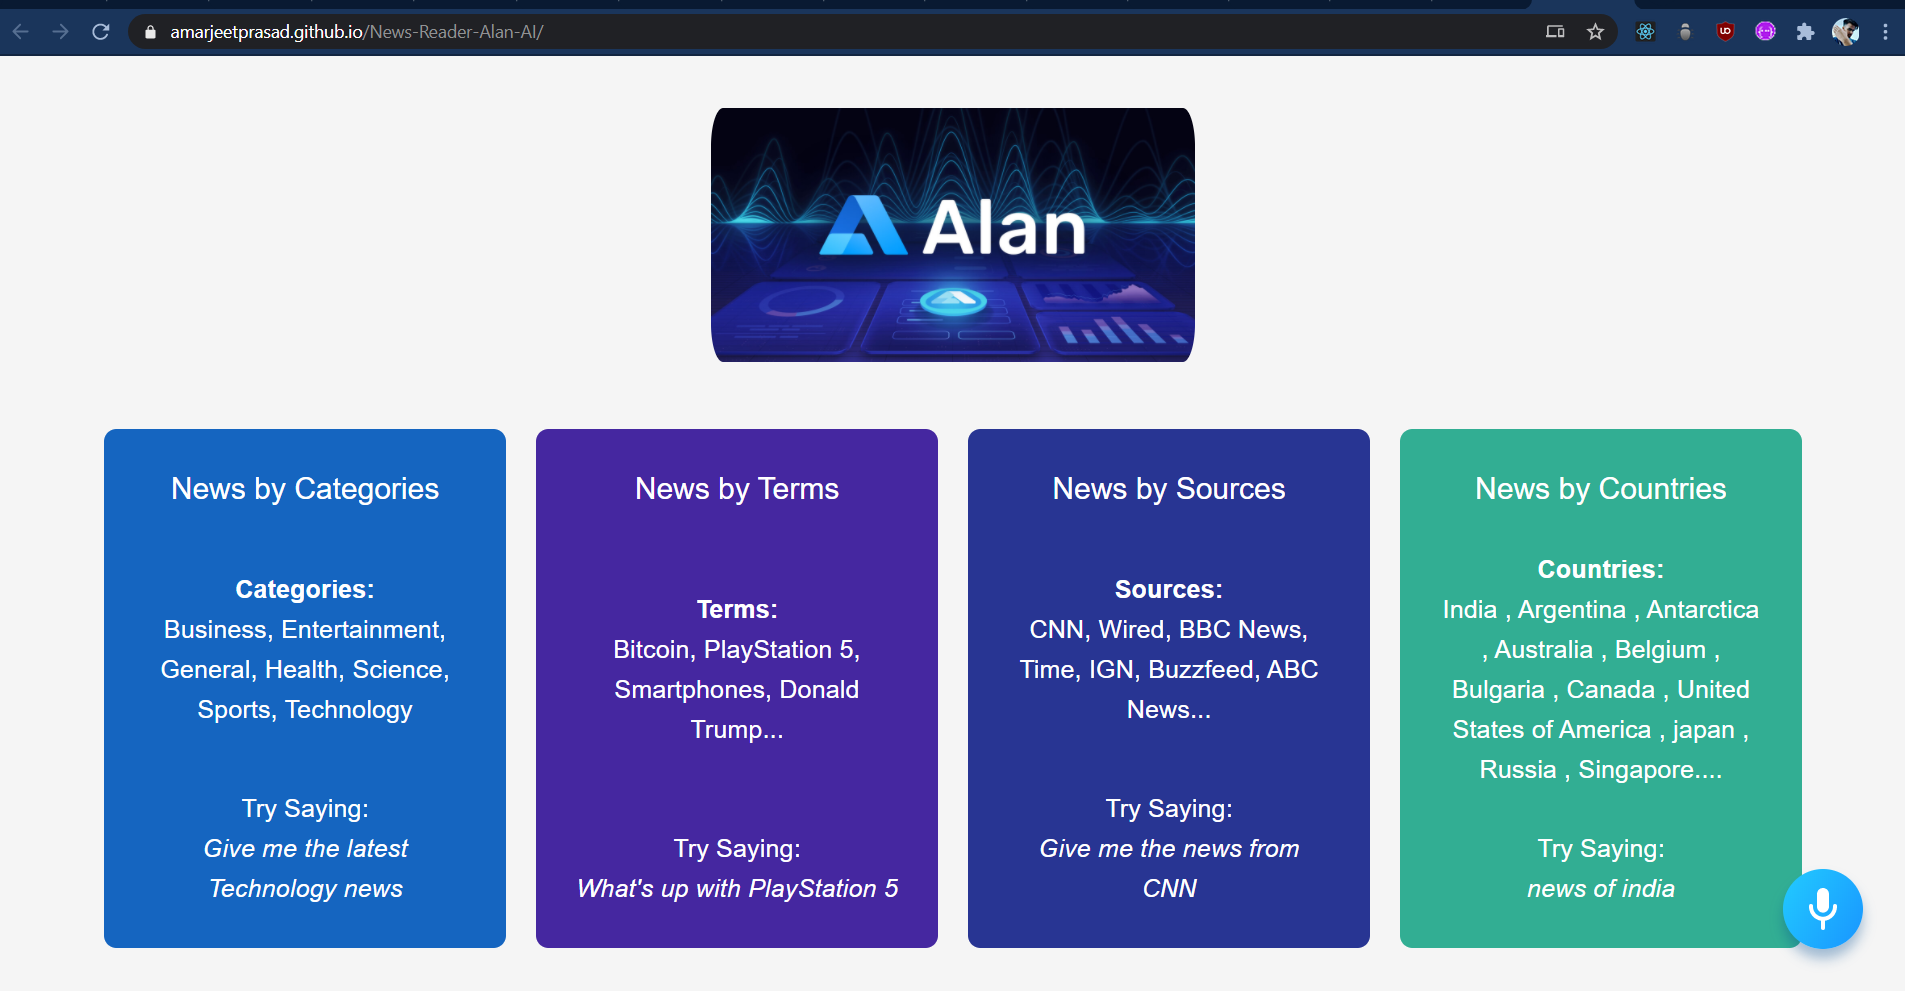 amarjeetprasad.github.io/News-Reader-Alan-AI/
Alan
News by Categories
Categories:
Business, Entertainment,
General, Health, Science,
Sports, Technology
Try Saying:
Give me the latest
Technology news
News by Terms
Terms:
Bitcoin, PlayStation 5,
Smartphones, Donald
Trump...
Try Saying:
What's up with PlayStation 5
News by Sources
Sources:
CNN, Wired, BBC News,
Time, IGN, Buzzfeed, ABC
News...
Try Saying:
Give me the news from
CNN
News by Countries
Countries:
India , Argentina , Antarctica
, Australia , Belgium ,
Bulgaria , Canada , United
States of America , japan ,
Russia , Singapore....
Try Saying:
news of india